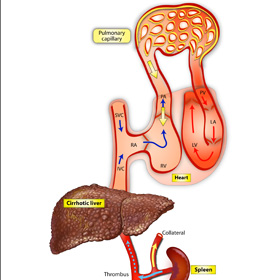 Pulmonary
capillary
PA
PV
SVC
LA
RA
LV
IVC
RV
Heart
Cirrhotic liver
Collateral
Spleen
Thrombus